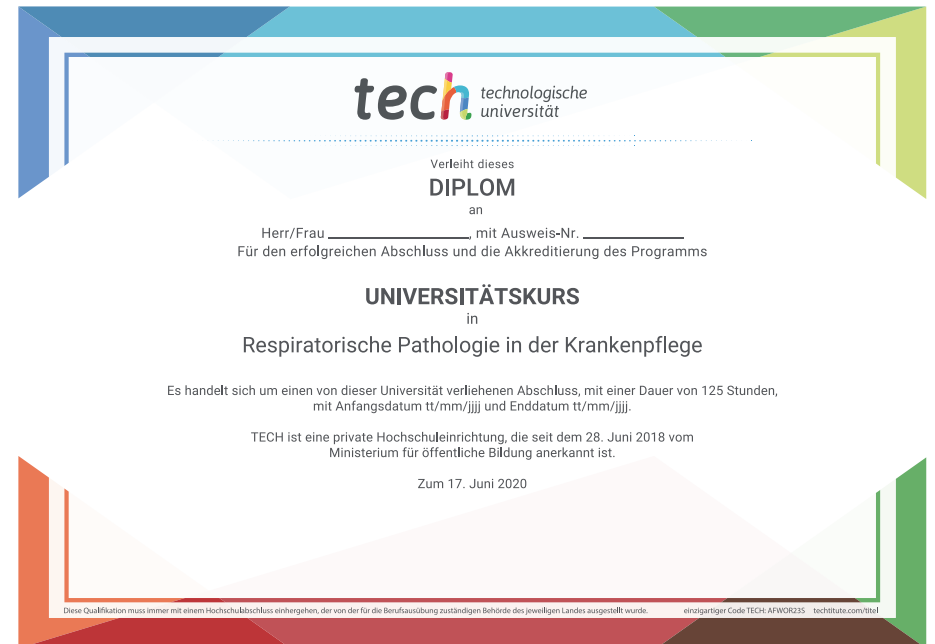 tech technologische
universität
Verleiht dieses
DIPLOM
an
Herr/Frau ____________________, mit Ausweis-Nr. ______________
Für den erfolgreichen Abschluss und die Akkreditierung des Programms
UNIVERSITÄTSKURS
in
Respiratorische Pathologie in der Krankenpflege
Es handelt sich um einen von dieser Universität verliehenen Abschluss, mit einer Dauer von 125 Stunden,
mit Anfangsdatum tt/mm/jjjj und Enddatum tt/mm/jjjj.
TECH ist eine private Hochschuleinrichtung, die seit dem 28. Juni 2018 vom
Ministerium für öffentliche Bildung anerkannt ist.
Zum 17. Juni 2020
Diese Qualifikation muss immer mit einem Hochschulabschluss einhergehen, der von der für die Berufsausübung zuständigen Behörde des jeweiligen Landes ausgestellt wurde. einzigartiger Code TECH: AFWOR23S techtitute.com/titel